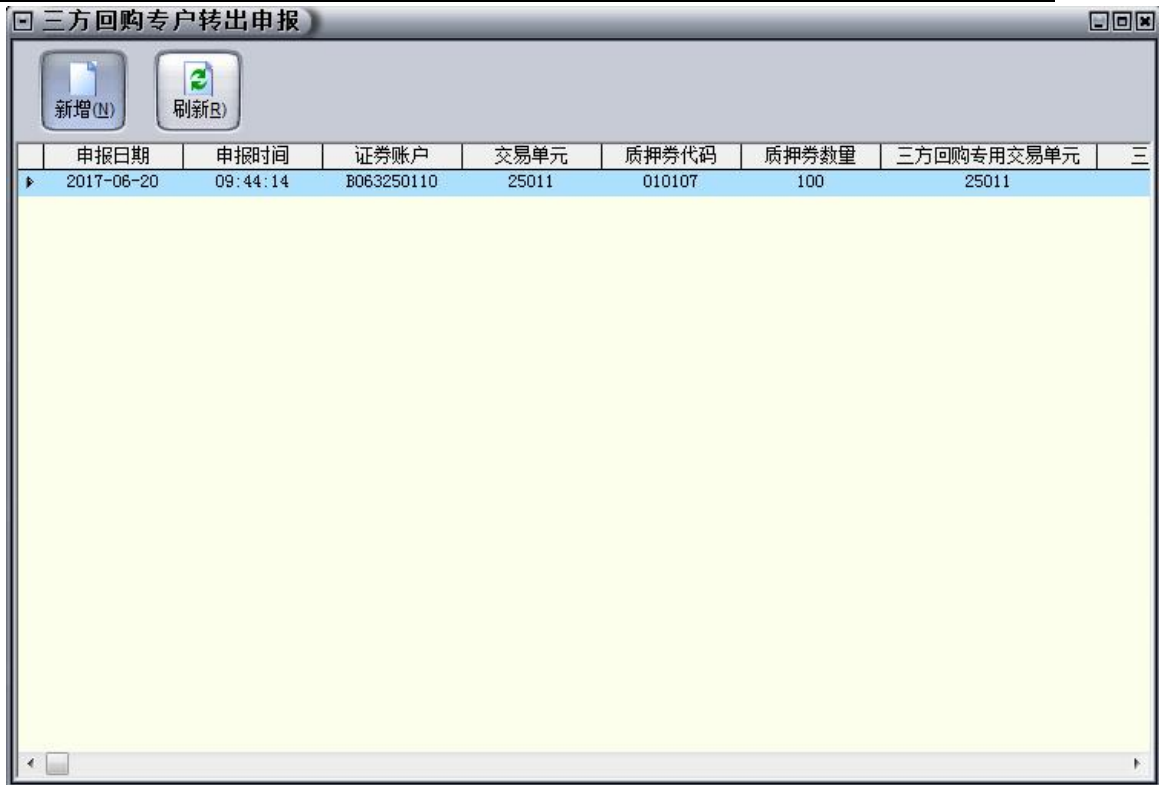 三方回购专户转出申报
新增(N) 刷新R)
申报日期 申报时间 证券账户 交易单元 质押券代码 质押券数量 三方回购专用交易单元 三
2017-06-20 09:44:14 B063250110 25011 010107 100 25011